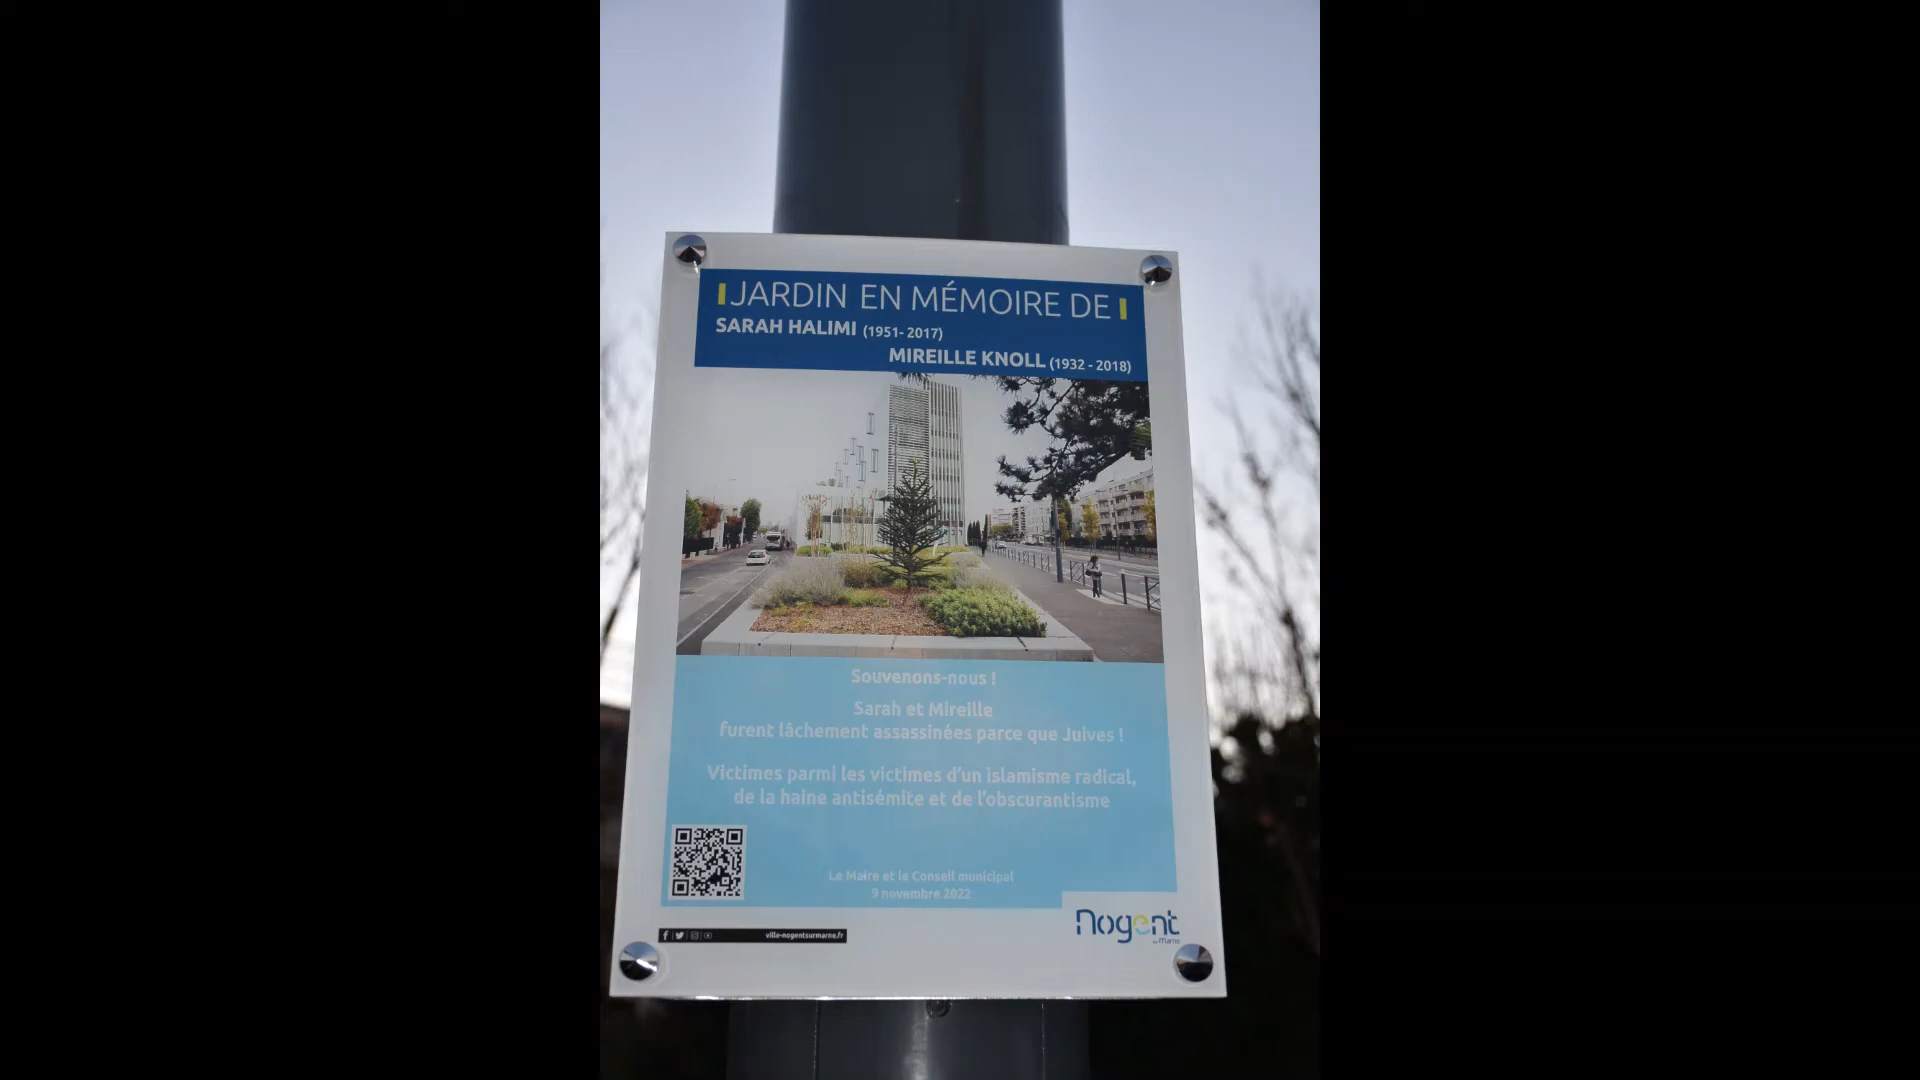 JARDIN EN MÉMOIRE DE
SARAH HALIMI (1951- 2017)
MIREILLE KNOLL (1932 - 2018)
Souvenons-nous !
Sarah et Mireille
furent lâchement assassinées parce que Juives !
Victimes parmi les victimes d'un islamisme radical,
de la haine antisémite et de l'obscurantisme
Le Maire et le Conseil municipal
9 novembre 2022
ville-nogentsurmarne.fr
Nogent
sur Marne